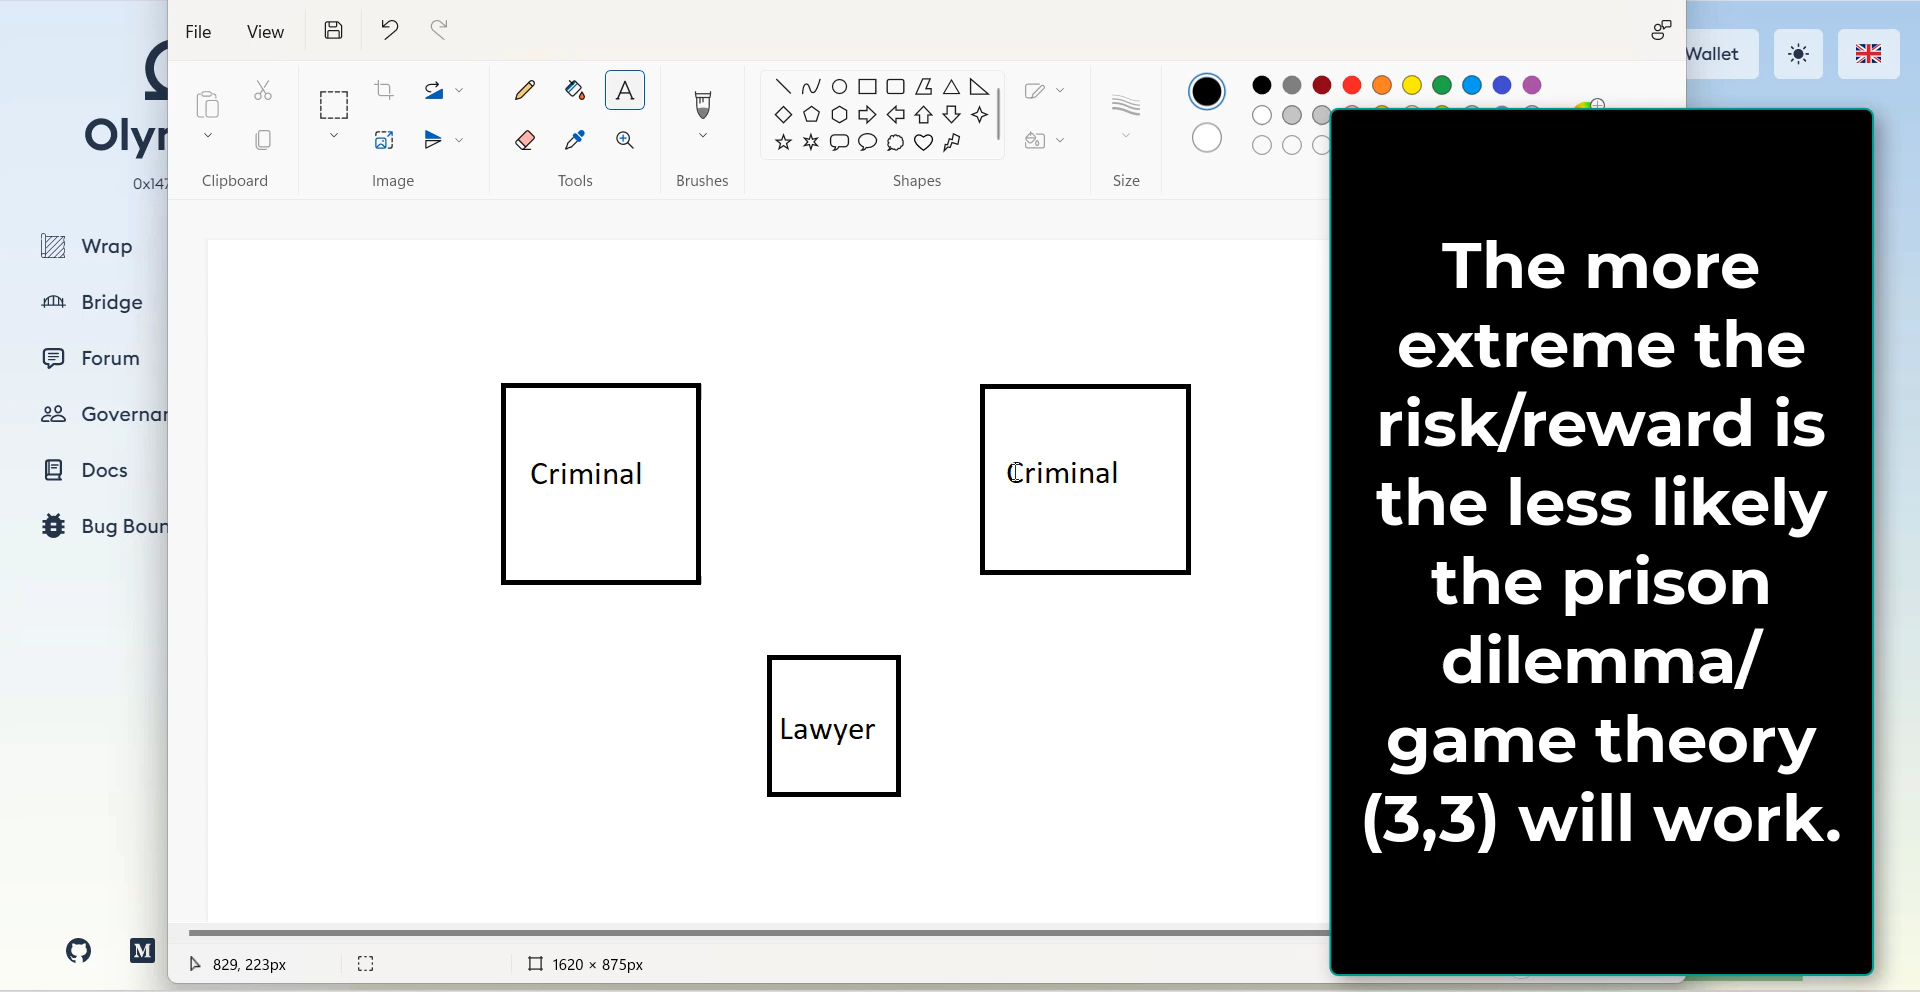 File View
Wallet
Olyr
0x147
Clipboard Image Tools Brushes Shapes Size
Wrap
Bridge
Forum
Governar
Docs
Bug Boun
Criminal
Criminal
Lawyer
The more
extreme the
risk/reward is
the less likely
the prison
dilemma/
game theory
(3,3) will work.
M
829, 223px
1620 × 875px